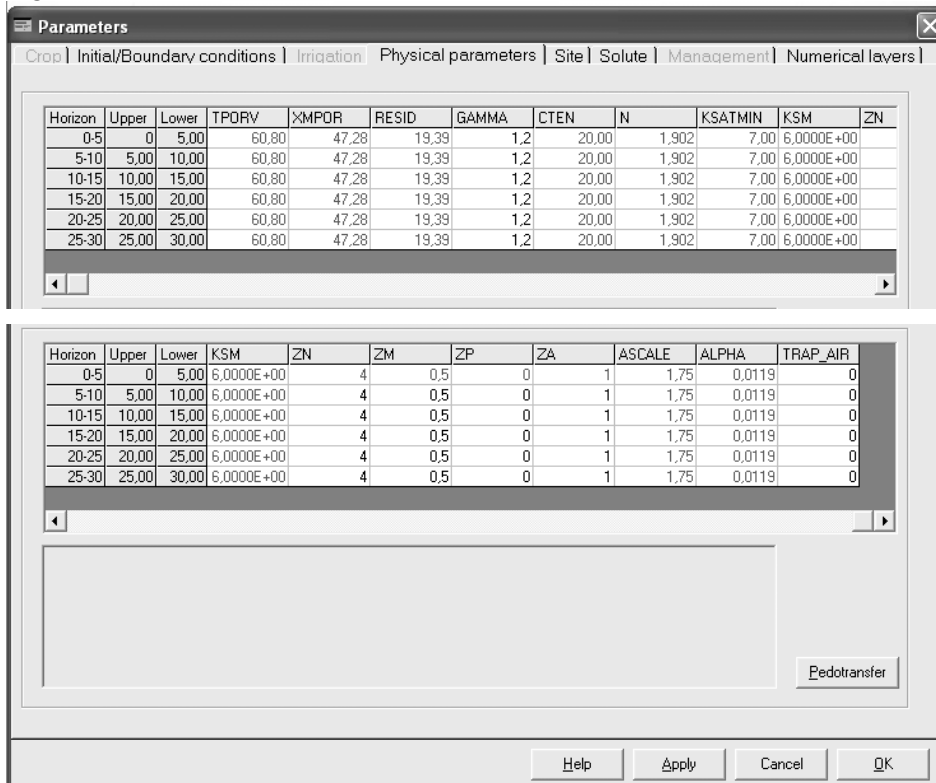 Parameters
Crop Initial/Boundary conditions Irrigation Physical parameters Site Solute Management Numerical layers
Horizon Upper Lower TPORV XMPOR RESID GAMMA CTEN N KSATMIN KSM ZN
0-5 0 5,00 60,80 47,28 19,39 1,2 20,00 1,902 7,00 6,0000E+00
5-10 5,00 10,00 60,80 47,28 19,39 1,2 20,00 1,902 7,00 6,0000E+00
10-15 10,00 15,00 60,80 47,28 19,39 1,2 20,00 1,902 7,00 6,0000E+00
15-20 15,00 20,00 60,80 47,28 19,39 1,2 20,00 1,902 7,00 6,0000E+00
20-25 20,00 25,00 60,80 47,28 19,39 1,2 20,00 1,902 7,00 6,0000E+00
25-30 25,00 30,00 60,80 47,28 19,39 1,2 20,00 1,902 7,00 6,0000E+00
Horizon Upper Lower KSM ZN ZM ZP ZA ASCALE ALPHA TRAP_AIR
0-5 0 5,00 6,0000E+00 4 0,5 0 1 1,75 0,0119 0
5-10 5,00 10,00 6,0000E+00 4 0,5 0 1 1,75 0,0119 0
10-15 10,00 15,00 6,0000E+00 4 0,5 0 1 1,75 0,0119 0
15-20 15,00 20,00 6,0000E+00 4 0,5 0 1 1,75 0,0119 0
20-25 20,00 25,00 6,0000E+00 4 0,5 0 1 1,75 0,0119 0
25-30 25,00 30,00 6,0000E+00 4 0,5 0 1 1,75 0,0119 0
Pedotransfer
Help Apply Cancel OK